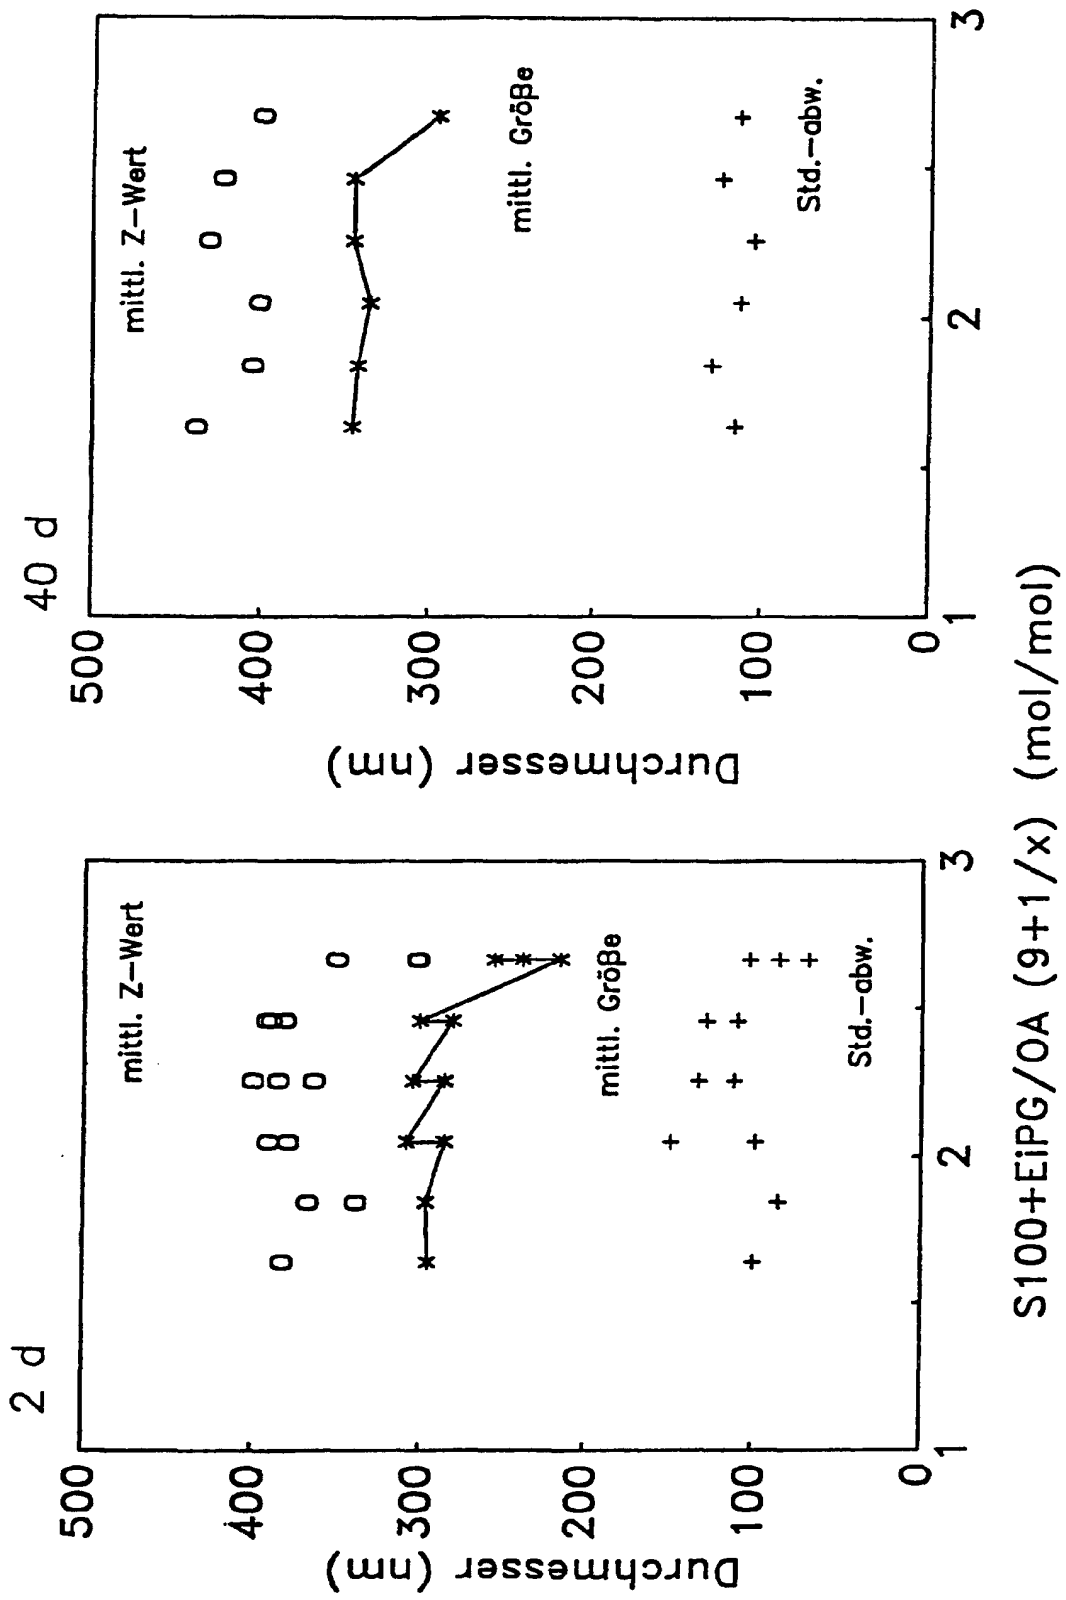 2 d
Durchmesser (nm)
500
400
300
200
100
0
1
2
3
mittl. Z-Wert
mittl. Größe
Std.-abw.
40 d
Durchmesser (nm)
500
400
300
200
100
0
1
2
3
mittl. Z-Wert
mittl. Größe
Std.-abw.
S100+EiPG/OA (9+1/x) (mol/mol)